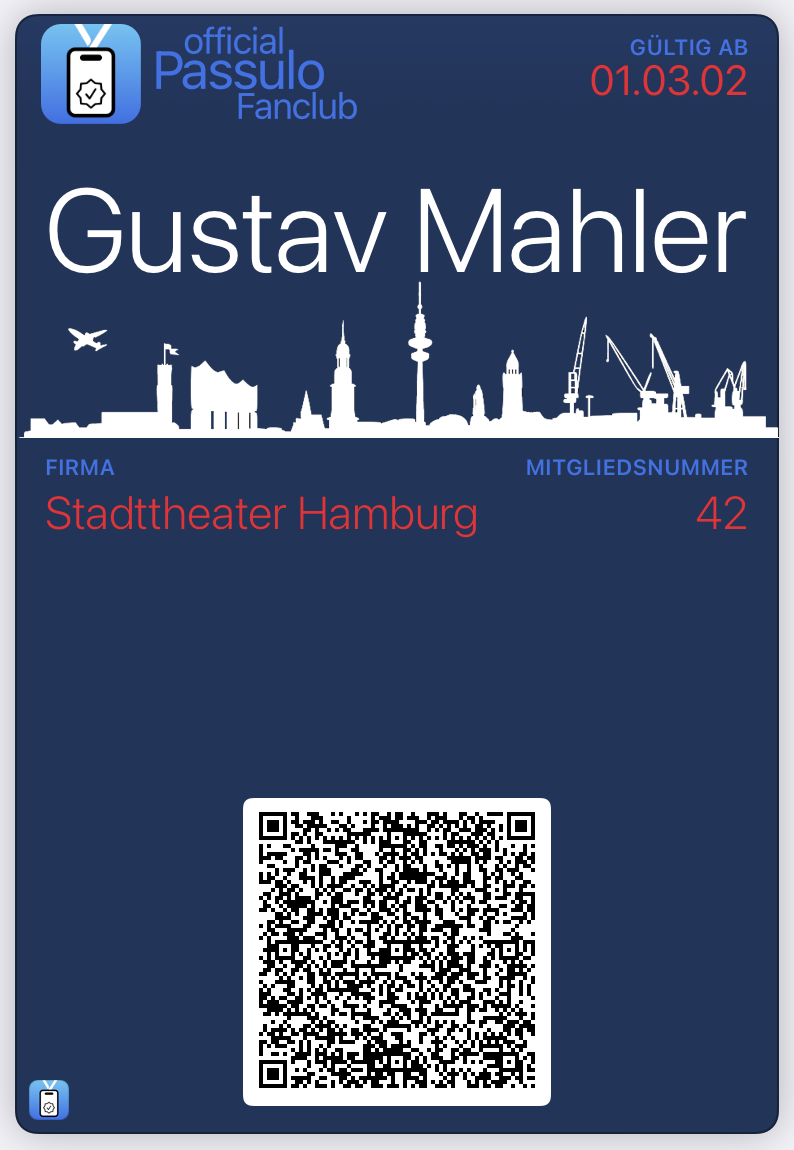 official
Passulo
Fanclub
GÜLTIG AB
01.03.02
Gustav Mahler
FIRMA
MITGLIEDSNUMMER
Stadttheater Hamburg
42